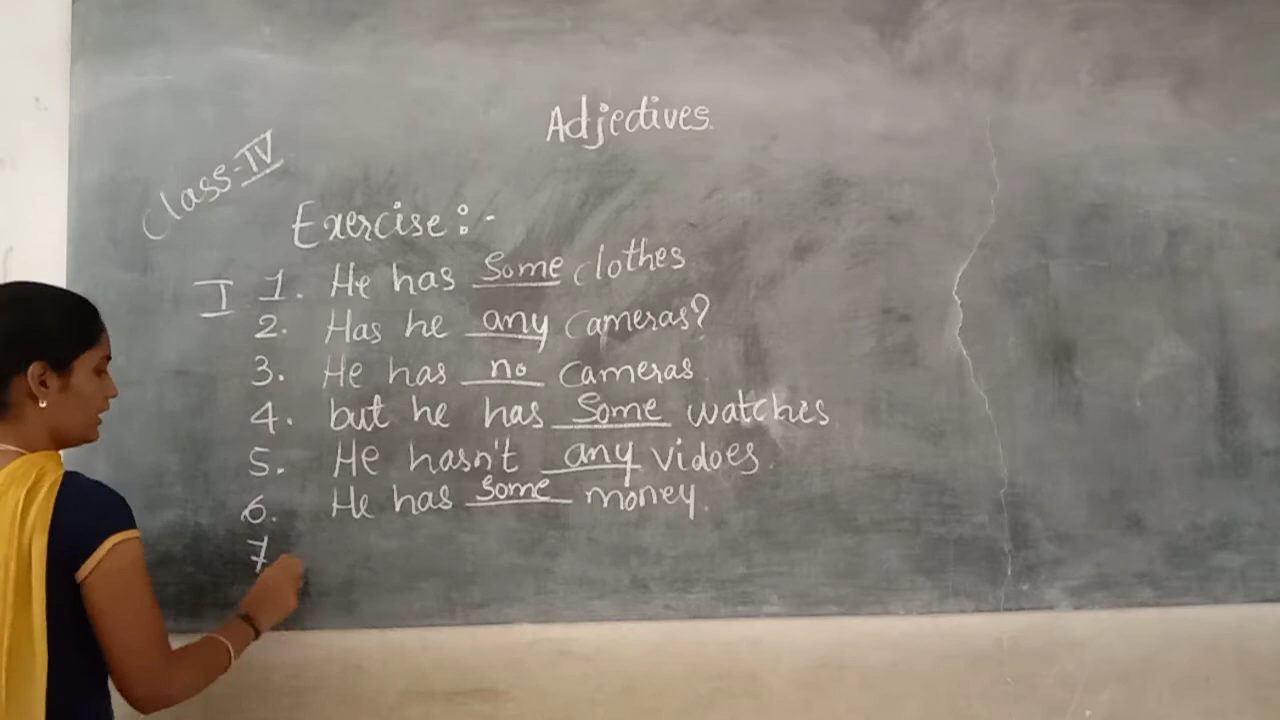 Adjectives.
Class-IV
Exercise:-
I 1. He has some clothes
2. Has he any cameras?
3. He has no cameras.
4. but he has some watches
5. He hasn't any vidoes.
6. He has some money.
7